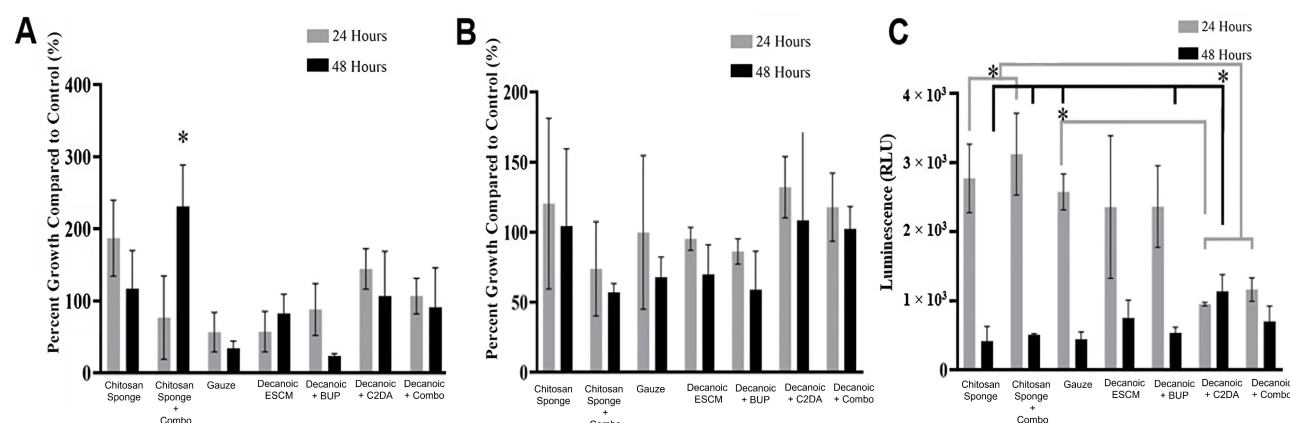 A
24 Hours
48 Hours
Percent Growth Compared to Control (%)
400
300
200
100
0
*
Chitosan
Sponge
Chitosan
Sponge
+
Combo
Gauze
Decanoic
ESCM
Decanoic
+ BUP
Decanoic
+ C2DA
Decanoic
+ Combo
B
24 Hours
48 Hours
Percent Growth Compared to Control (%)
200
150
100
50
0
Chitosan
Sponge
Chitosan
Sponge
+
Combo
Gauze
Decanoic
ESCM
Decanoic
+ BUP
Decanoic
+ C2DA
Decanoic
+ Combo
C
24 Hours
48 Hours
Luminescence (RLU)
4 × 10³
3 × 10³
2 × 10³
1 × 10³
0
*
*
*
Chitosan
Sponge
Chitosan
Sponge +
Combo
Gauze
Decanoic
ESCM
Decanoic
+ BUP
Decanoic
+ C2DA
Decanoic
+ Combo